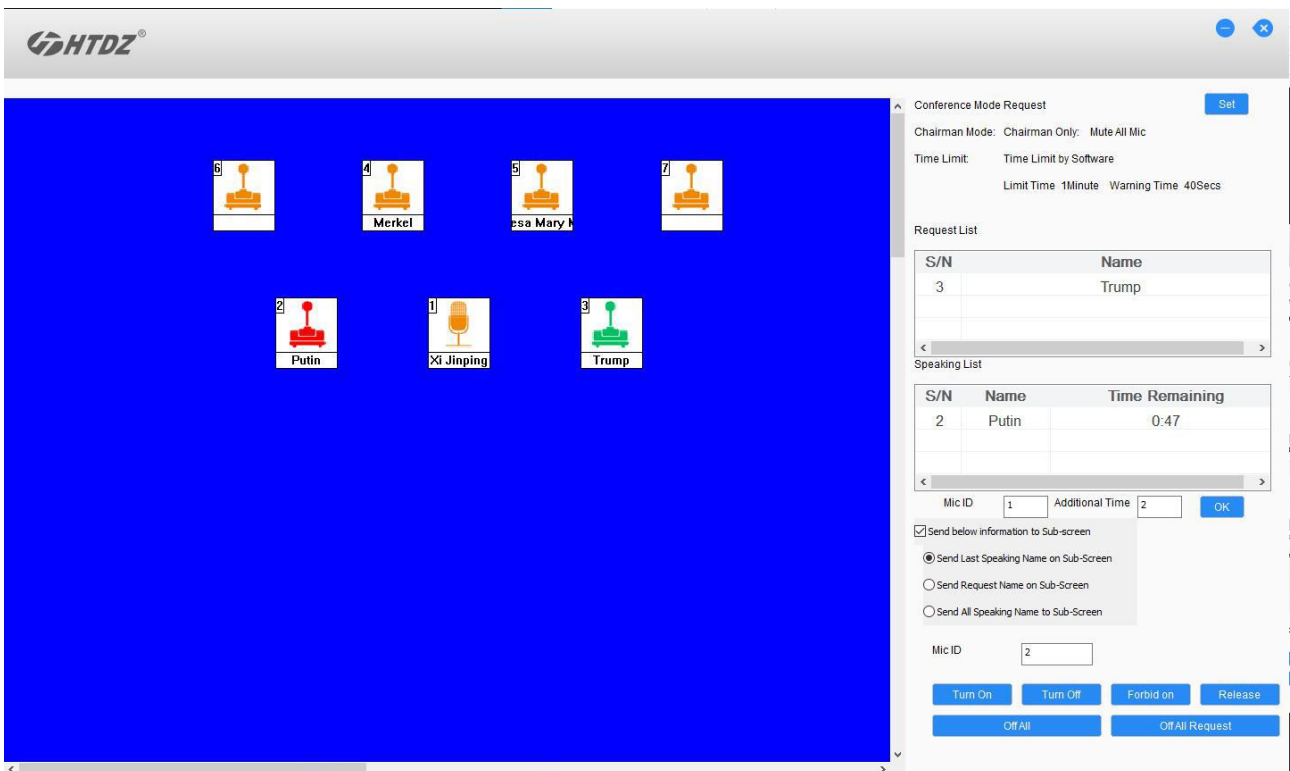 HTDZ®
Conference Mode Request
Set
Chairman Mode: Chairman Only: Mute All Mic
Time Limit: Time Limit by Software
Limit Time 1Minute Warning Time 40Secs
6 4 5 7
Merkel esa Mary M
Request List
S/N Name
3 Trump
2 1 3
Putin Xi Jinping Trump
Speaking List
S/N Name Time Remaining
2 Putin 0:47
Mic ID 1 Additional Time 2 OK
Send below information to Sub-screen
Send Last Speaking Name on Sub-Screen
Send Request Name on Sub-Screen
Send All Speaking Name to Sub-Screen
Mic ID 2
Turn On Turn Off Forbid on Release
Off All Off All Request